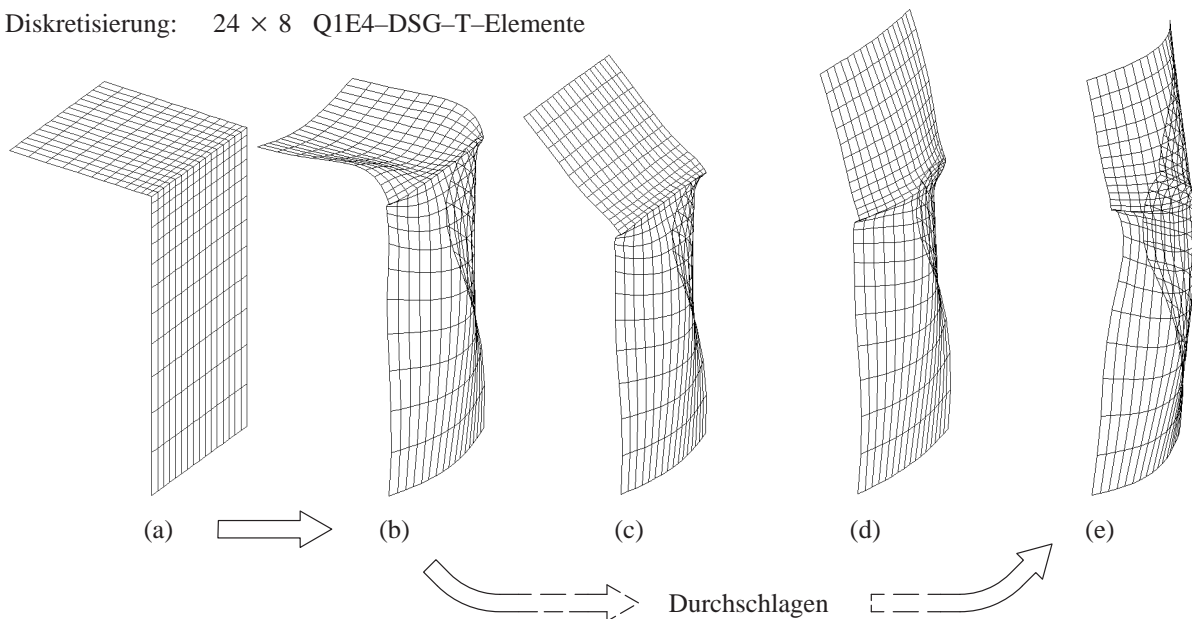 Diskretisierung: 24 × 8 Q1E4–DSG–T–Elemente
(a) (b) (c) (d) (e)
Durchschlagen